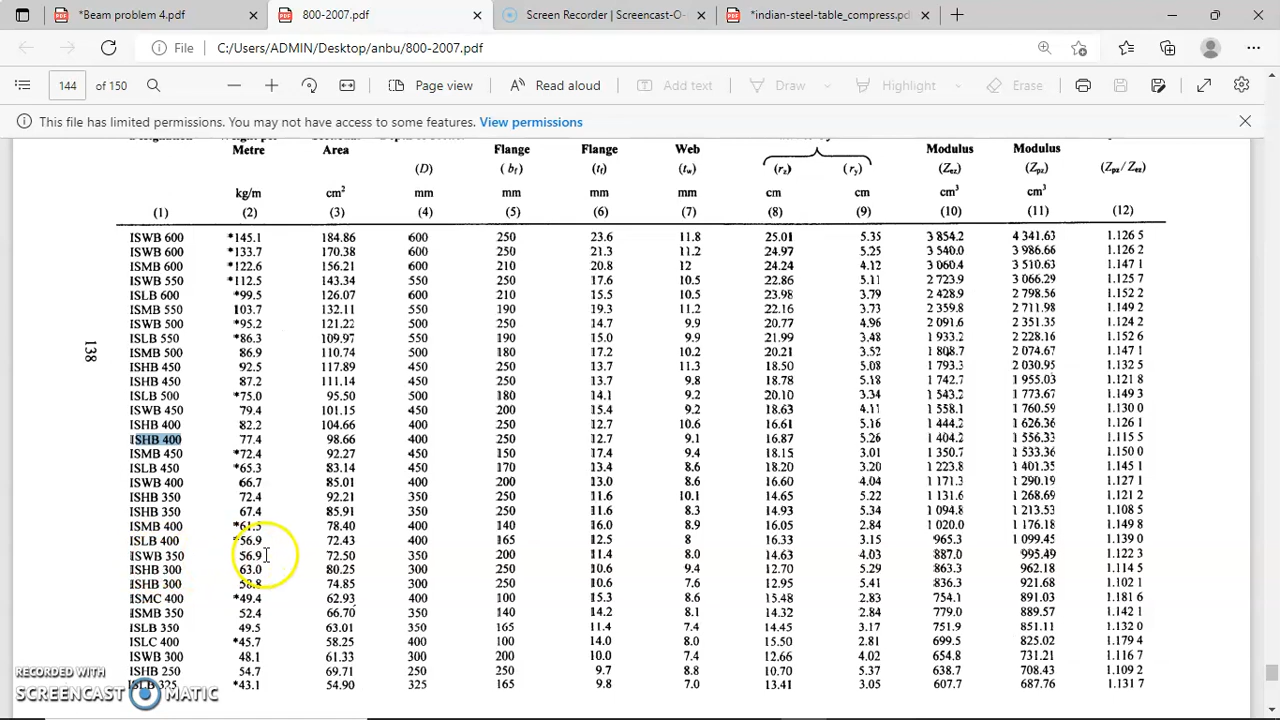 *Beam problem 4.pdf
800-2007.pdf
Screen Recorder | Screencast-O-
*indian-steel-table_compress.pd
File C:/Users/ADMIN/Desktop/anbu/800-2007.pdf
144 of 150 Page view Read aloud Add text Draw Highlight Erase
This file has limited permissions. You may not have access to some features. View permissions
Metre Area Flange Flange Web Modulus Modulus
(D) (bf) (tf) (tw) (rz) (ry) (Zez) (Zpz) (Zpz/Zez)
kg/m cm2 mm mm mm mm cm cm cm3 cm3
(1) (2) (3) (4) (5) (6) (7) (8) (9) (10) (11) (12)
ISWB 600 *145.1 184.86 600 250 23.6 11.8 25.01 5.35 3 854.2 4 341.63 1.126 5
ISWB 600 *133.7 170.38 600 250 21.3 11.2 24.97 5.25 3 540.0 3 986.66 1.126 2
ISMB 600 *122.6 156.21 600 210 20.8 12 24.24 4.12 3 060.4 3 510.63 1.147 1
ISWB 550 *112.5 143.34 550 250 17.6 10.5 22.86 5.11 2 723.9 3 066.29 1.125 7
ISLB 600 *99.5 126.07 600 210 15.5 10.5 23.98 3.79 2 428.9 2 798.56 1.152 2
ISMB 550 103.7 132.11 550 190 19.3 11.2 22.16 3.73 2 359.8 2 711.98 1.149 2
ISWB 500 *95.2 121.22 500 250 14.7 9.9 20.77 4.96 2 091.6 2 351.35 1.124 2
ISLB 550 *86.3 109.97 550 190 15.0 9.9 21.99 3.48 1 933.2 2 228.16 1.152 6
138
ISMB 500 86.9 110.74 500 180 17.2 10.2 20.21 3.52 1 808.7 2 074.67 1.147 1
ISHB 450 92.5 117.89 450 250 13.7 11.3 18.50 5.08 1 793.3 2 030.95 1.132 5
ISHB 450 87.2 111.14 450 250 13.7 9.8 18.78 5.18 1 742.7 1 955.03 1.121 8
ISLB 500 *75.0 95.50 500 180 14.1 9.2 20.10 3.34 1 543.2 1 773.67 1.149 3
ISWB 450 79.4 101.15 450 200 15.4 9.2 18.63 4.11 1 558.1 1 760.59 1.130 0
ISHB 400 82.2 104.66 400 250 12.7 10.6 16.61 5.16 1 444.2 1 626.36 1.126 1
ISHB 400 77.4 98.66 400 250 12.7 9.1 16.87 5.26 1 404.2 1 556.33 1.115 5
ISMB 450 *72.4 92.27 450 150 17.4 9.4 18.15 3.01 1 350.7 1 533.36 1.150 0
ISLB 450 *65.3 83.14 450 170 13.4 8.6 18.20 3.20 1 223.8 1 401.35 1.145 1
ISWB 400 66.7 85.01 400 200 13.0 8.6 16.60 4.04 1 171.3 1 290.19 1.127 1
ISHB 350 72.4 92.21 350 250 11.6 10.1 14.65 5.22 1 131.6 1 268.69 1.121 2
ISHB 350 67.4 85.91 350 250 11.6 8.3 14.93 5.34 1 094.8 1 213.53 1.108 5
ISMB 400 *61.5 78.40 400 140 16.0 8.9 16.05 2.84 1 020.0 1 176.18 1.149 8
ISLB 400 *56.9 72.43 400 165 12.5 8 16.33 3.15 965.3 1 099.45 1.139 0
ISWB 350 56.9 72.50 350 200 11.4 8.0 14.63 4.03 887.0 995.49 1.122 3
ISHB 300 63.0 80.25 300 250 10.6 9.4 12.70 5.29 863.3 962.18 1.114 5
ISHB 300 58.8 74.85 300 250 10.6 7.6 12.95 5.41 836.3 921.68 1.102 1
ISMC 400 *49.4 62.93 400 100 15.3 8.6 15.48 2.83 754.1 891.03 1.181 6
ISMB 350 52.4 66.70 350 140 14.2 8.1 14.32 2.84 779.0 889.57 1.142 1
ISLB 350 49.5 63.01 350 165 11.4 7.4 14.45 3.17 751.9 851.11 1.132 0
ISLC 400 *45.7 58.25 400 100 14.0 8.0 15.50 2.81 699.5 825.02 1.179 4
ISWB 300 48.1 61.33 300 200 10.0 7.4 12.66 4.02 654.8 731.21 1.116 7
ISHB 250 54.7 69.71 250 250 9.7 8.8 10.70 5.37 638.7 708.43 1.109 2
*43.1 54.90 325 165 9.8 7.0 13.41 3.05 607.7 687.76 1.131 7
RECORDED WITH
SCREENCAST MATIC